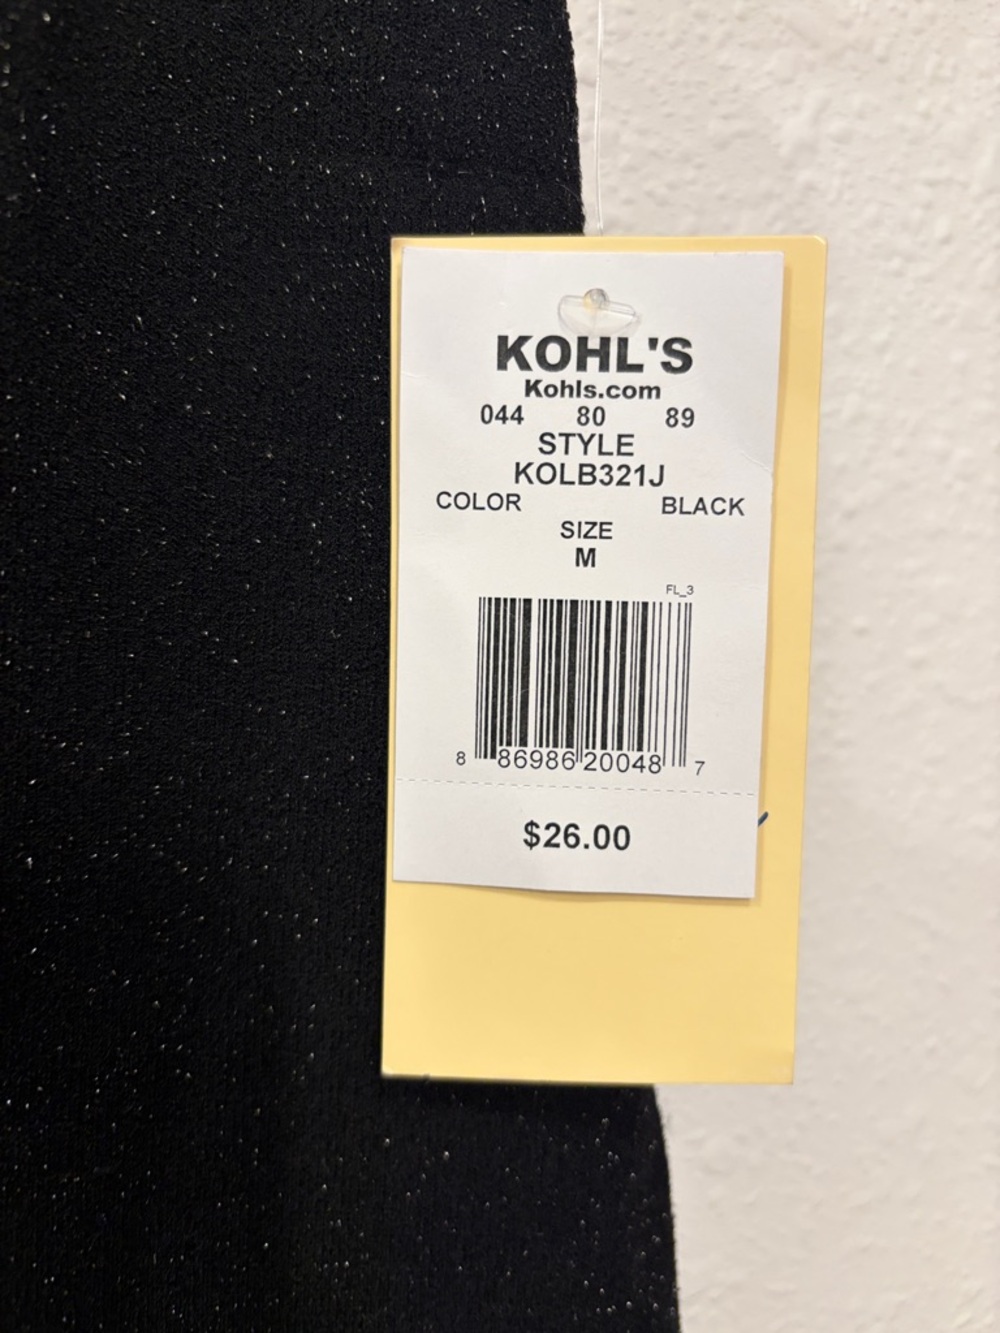 KOHL'S
Kohls.com
044 80 89
STYLE
KOLB321J
COLOR BLACK
SIZE
M
FL_3
8 86986 20048 7
$26.00